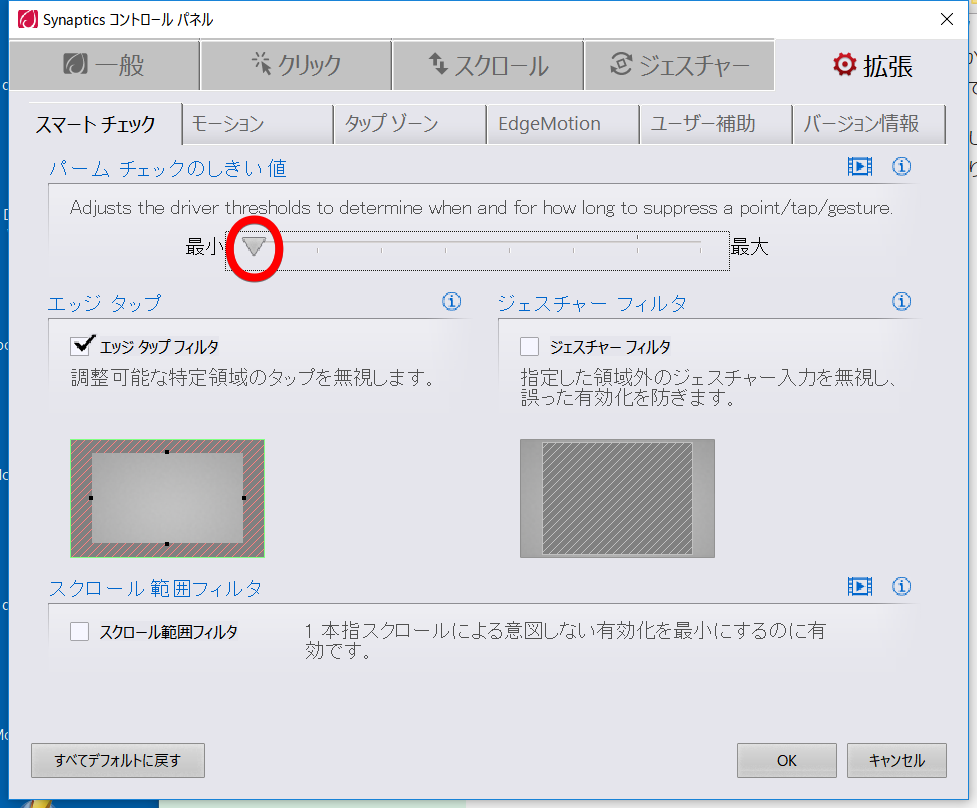 Synaptics コントロール パネル
一般
クリック
スクロール
ジェスチャー
拡張
スマート チェック
モーション
タップ ゾーン
EdgeMotion
ユーザー補助
バージョン情報
パーム チェックのしきい値
Adjusts the driver thresholds to determine when and for how long to suppress a point/tap/gesture.
最小
最大
エッジ タップ
ジェスチャー フィルタ
エッジ タップ フィルタ
ジェスチャー フィルタ
調整可能な特定領域のタップを無視します。
指定した領域外のジェスチャー入力を無視し、
誤った有効化を防ぎます。
スクロール範囲フィルタ
スクロール範囲フィルタ
1 本指スクロールによる意図しない有効化を最小にするのに有
効です。
すべてデフォルトに戻す
OK
キャンセル